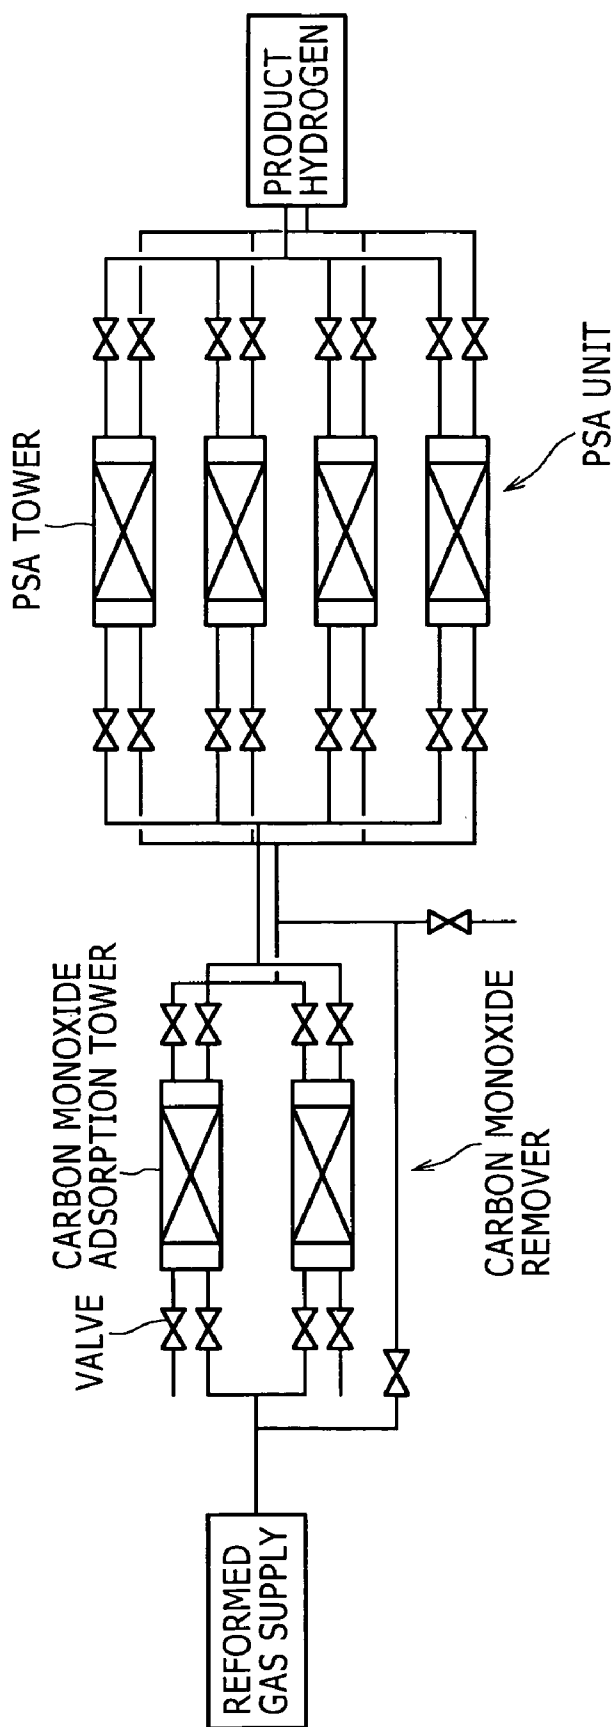 REFORMED
GAS SUPPLY
VALVE
CARBON MONOXIDE
ADSORPTION TOWER
CARBON MONOXIDE
REMOVER
PSA TOWER
PSA UNIT
PRODUCT
HYDROGEN